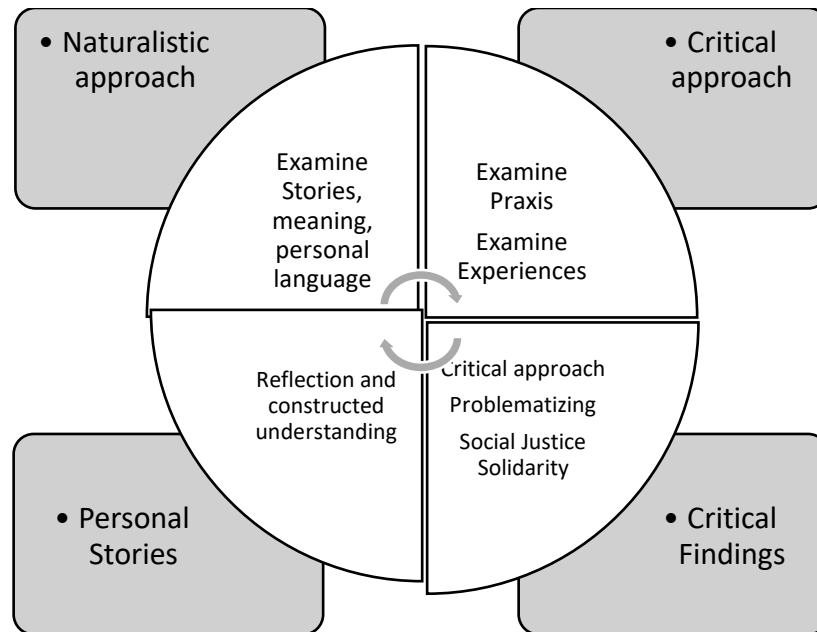 • Naturalistic
approach
• Critical
approach
Examine
Stories,
meaning,
personal
language
Examine
Praxis
Examine
Experiences
Reflection and
constructed
understanding
Critical approach
Problematizing
Social Justice
Solidarity
• Personal
Stories
• Critical
Findings